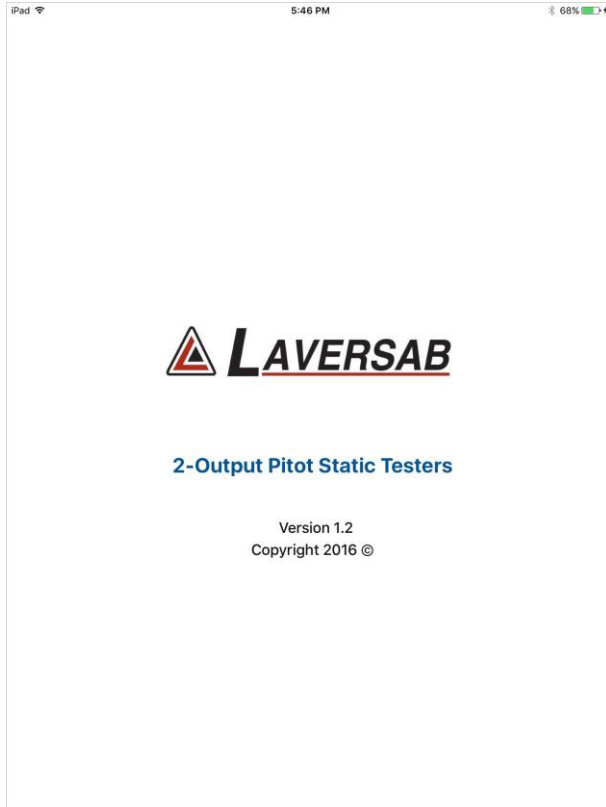 iPad 5:46 PM 68%
LAVERSAB
2-Output Pitot Static Testers
Version 1.2
Copyright 2016 ©